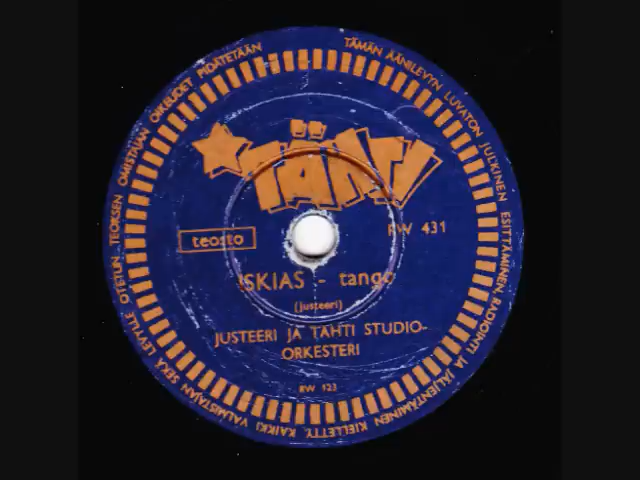 TÄMÄN ÄÄNILEVYN LUVATON JULKINEN ESITTÄMINEN, RADIOINTI JA JÄLJENTÄMINEN KIELLETTY. KAIKKI VALMISTAJAN SEKÄ LEVYLLE OTETUN TEOKSEN OMISTAJAN OIKEUDET PIDÄTETÄÄN
TÄHTI
teosto
RW 431
ISKIAS - tango
(Justeeri)
JUSTEERI JA TÄHTI STUDIO-
ORKESTERI
RW 123